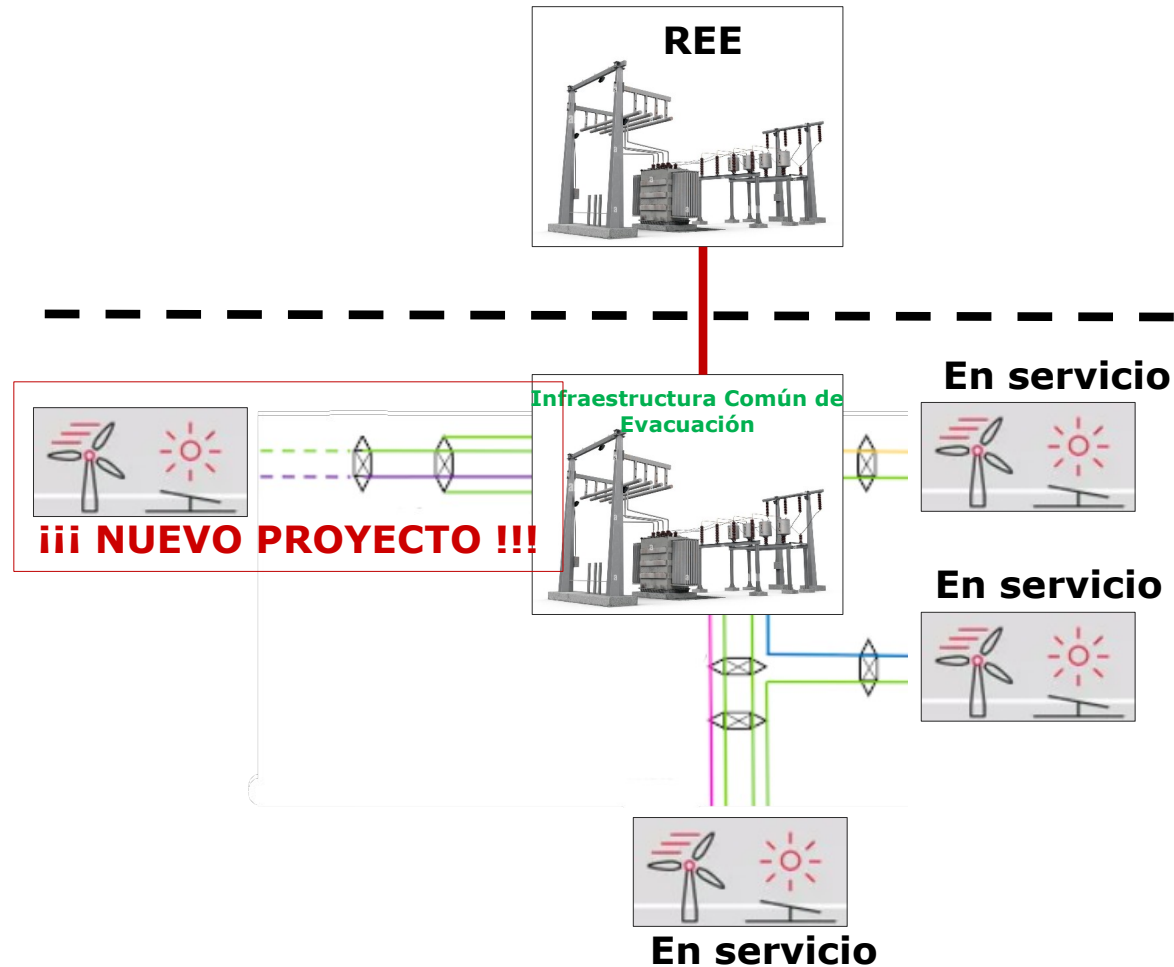 REE
En servicio
Infraestructura Común de
Evacuación
¡¡¡ NUEVO PROYECTO !!!
En servicio
En servicio